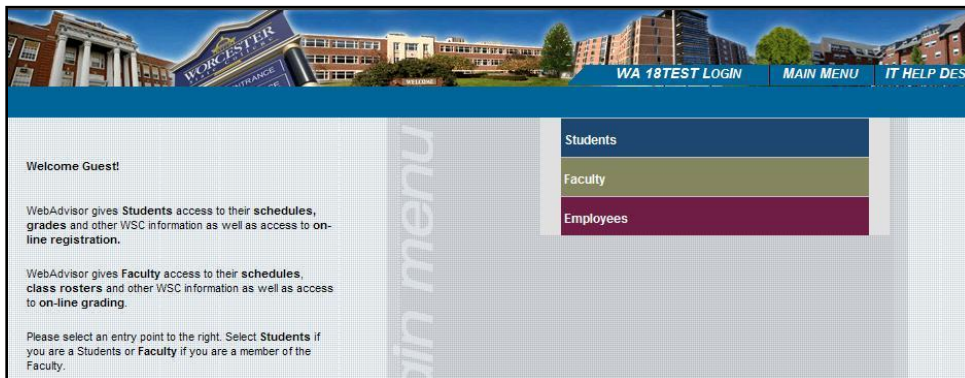 WORCESTER
ENTRANCE
WELCOME
WA 18TEST LOGIN
MAIN MENU
IT HELP DES
Welcome Guest!
WebAdvisor gives Students access to their schedules,
grades and other WSC information as well as access to on-
line registration.
WebAdvisor gives Faculty access to their schedules,
class rosters and other WSC information as well as access
to on-line grading.
Please select an entry point to the right. Select Students if
you are a Students or Faculty if you are a member of the
Faculty.
ain menu
Students
Faculty
Employees